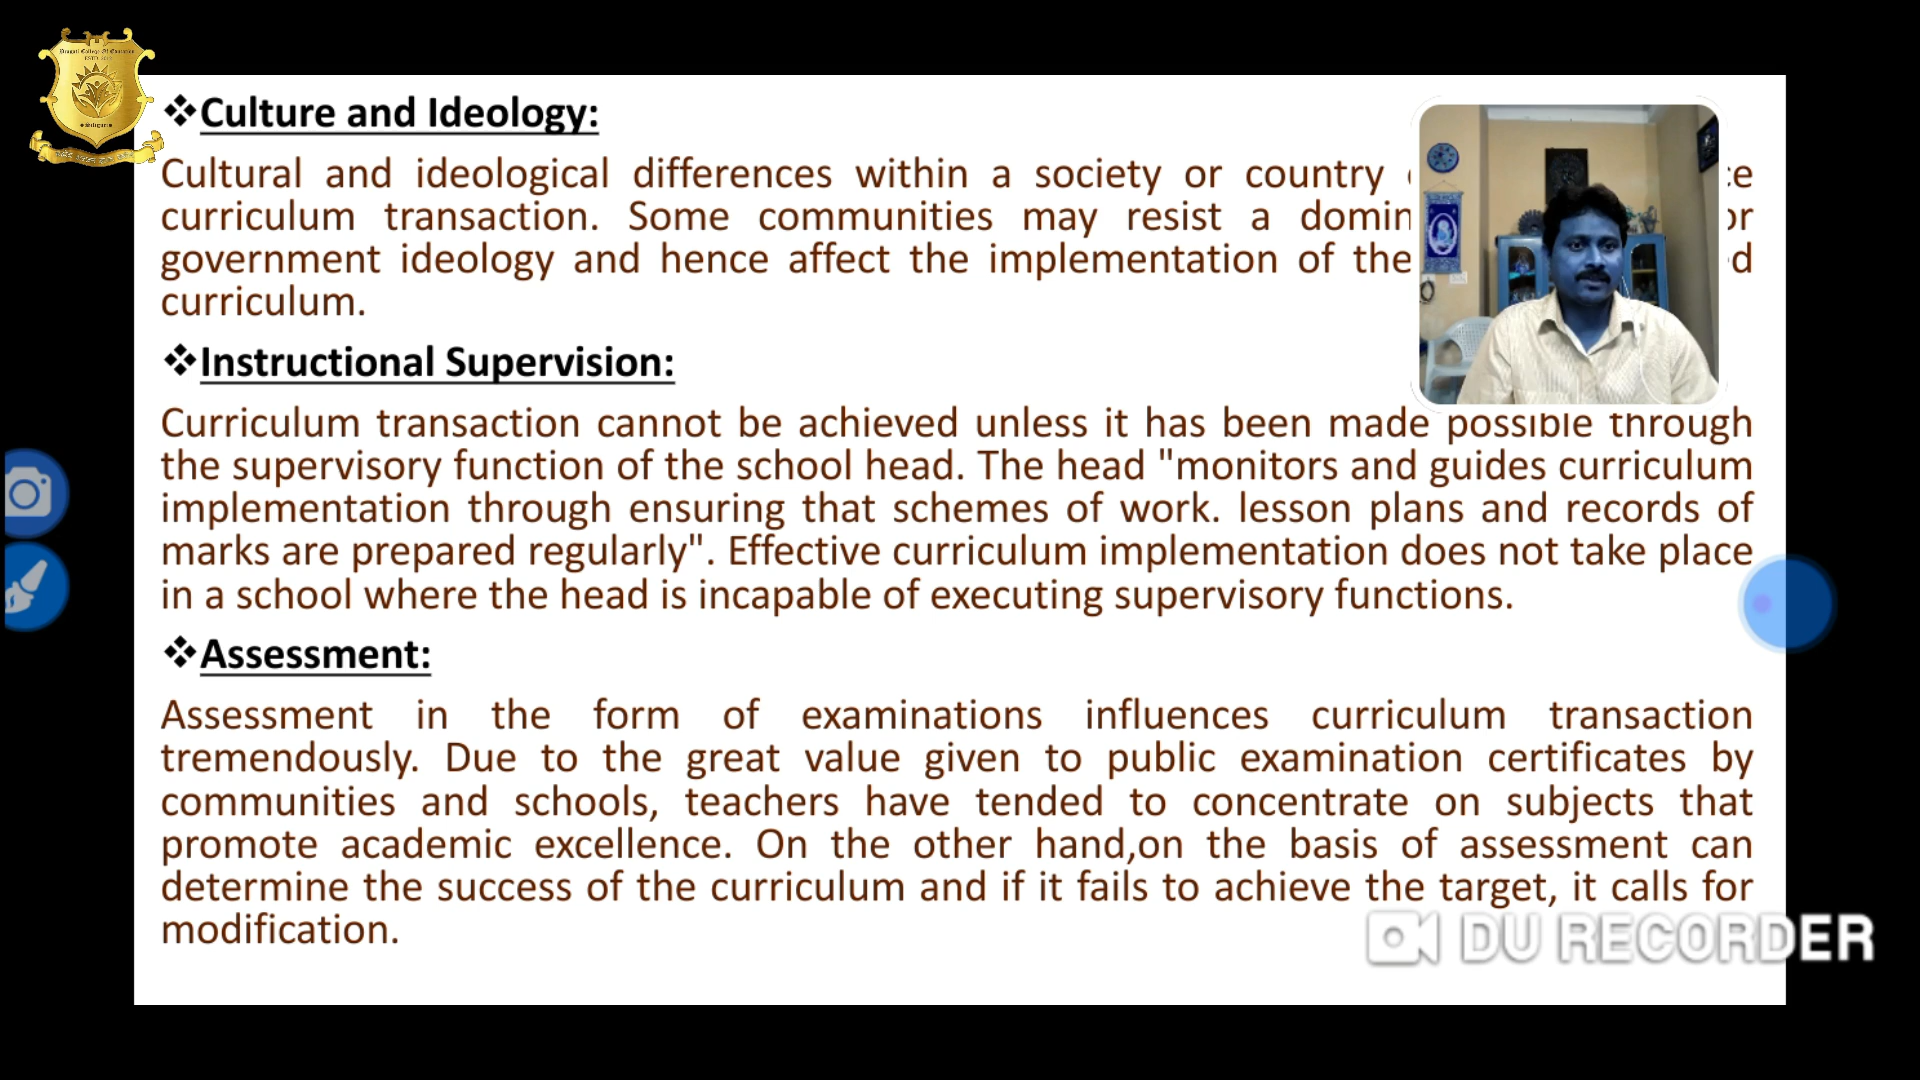 Culture and Ideology:
Cultural and ideological differences within a society or country
curriculum transaction. Some communities may resist a
government ideology and hence affect the implementation of the
curriculum.
Instructional Supervision:
Curriculum transaction cannot be achieved unless it has been made possible through
the supervisory function of the school head. The head "monitors and guides curriculum
implementation through ensuring that schemes of work. lesson plans and records of
marks are prepared regularly". Effective curriculum implementation does not take place
in a school where the head is incapable of executing supervisory functions.
Assessment:
Assessment in the form of examinations influences curriculum transaction
tremendously. Due to the great value given to public examination certificates by
communities and schools, teachers have tended to concentrate on subjects that
promote academic excellence. On the other hand,on the basis of assessment can
determine the success of the curriculum and if it fails to achieve the target, it calls for
modification.
DU RECORDER